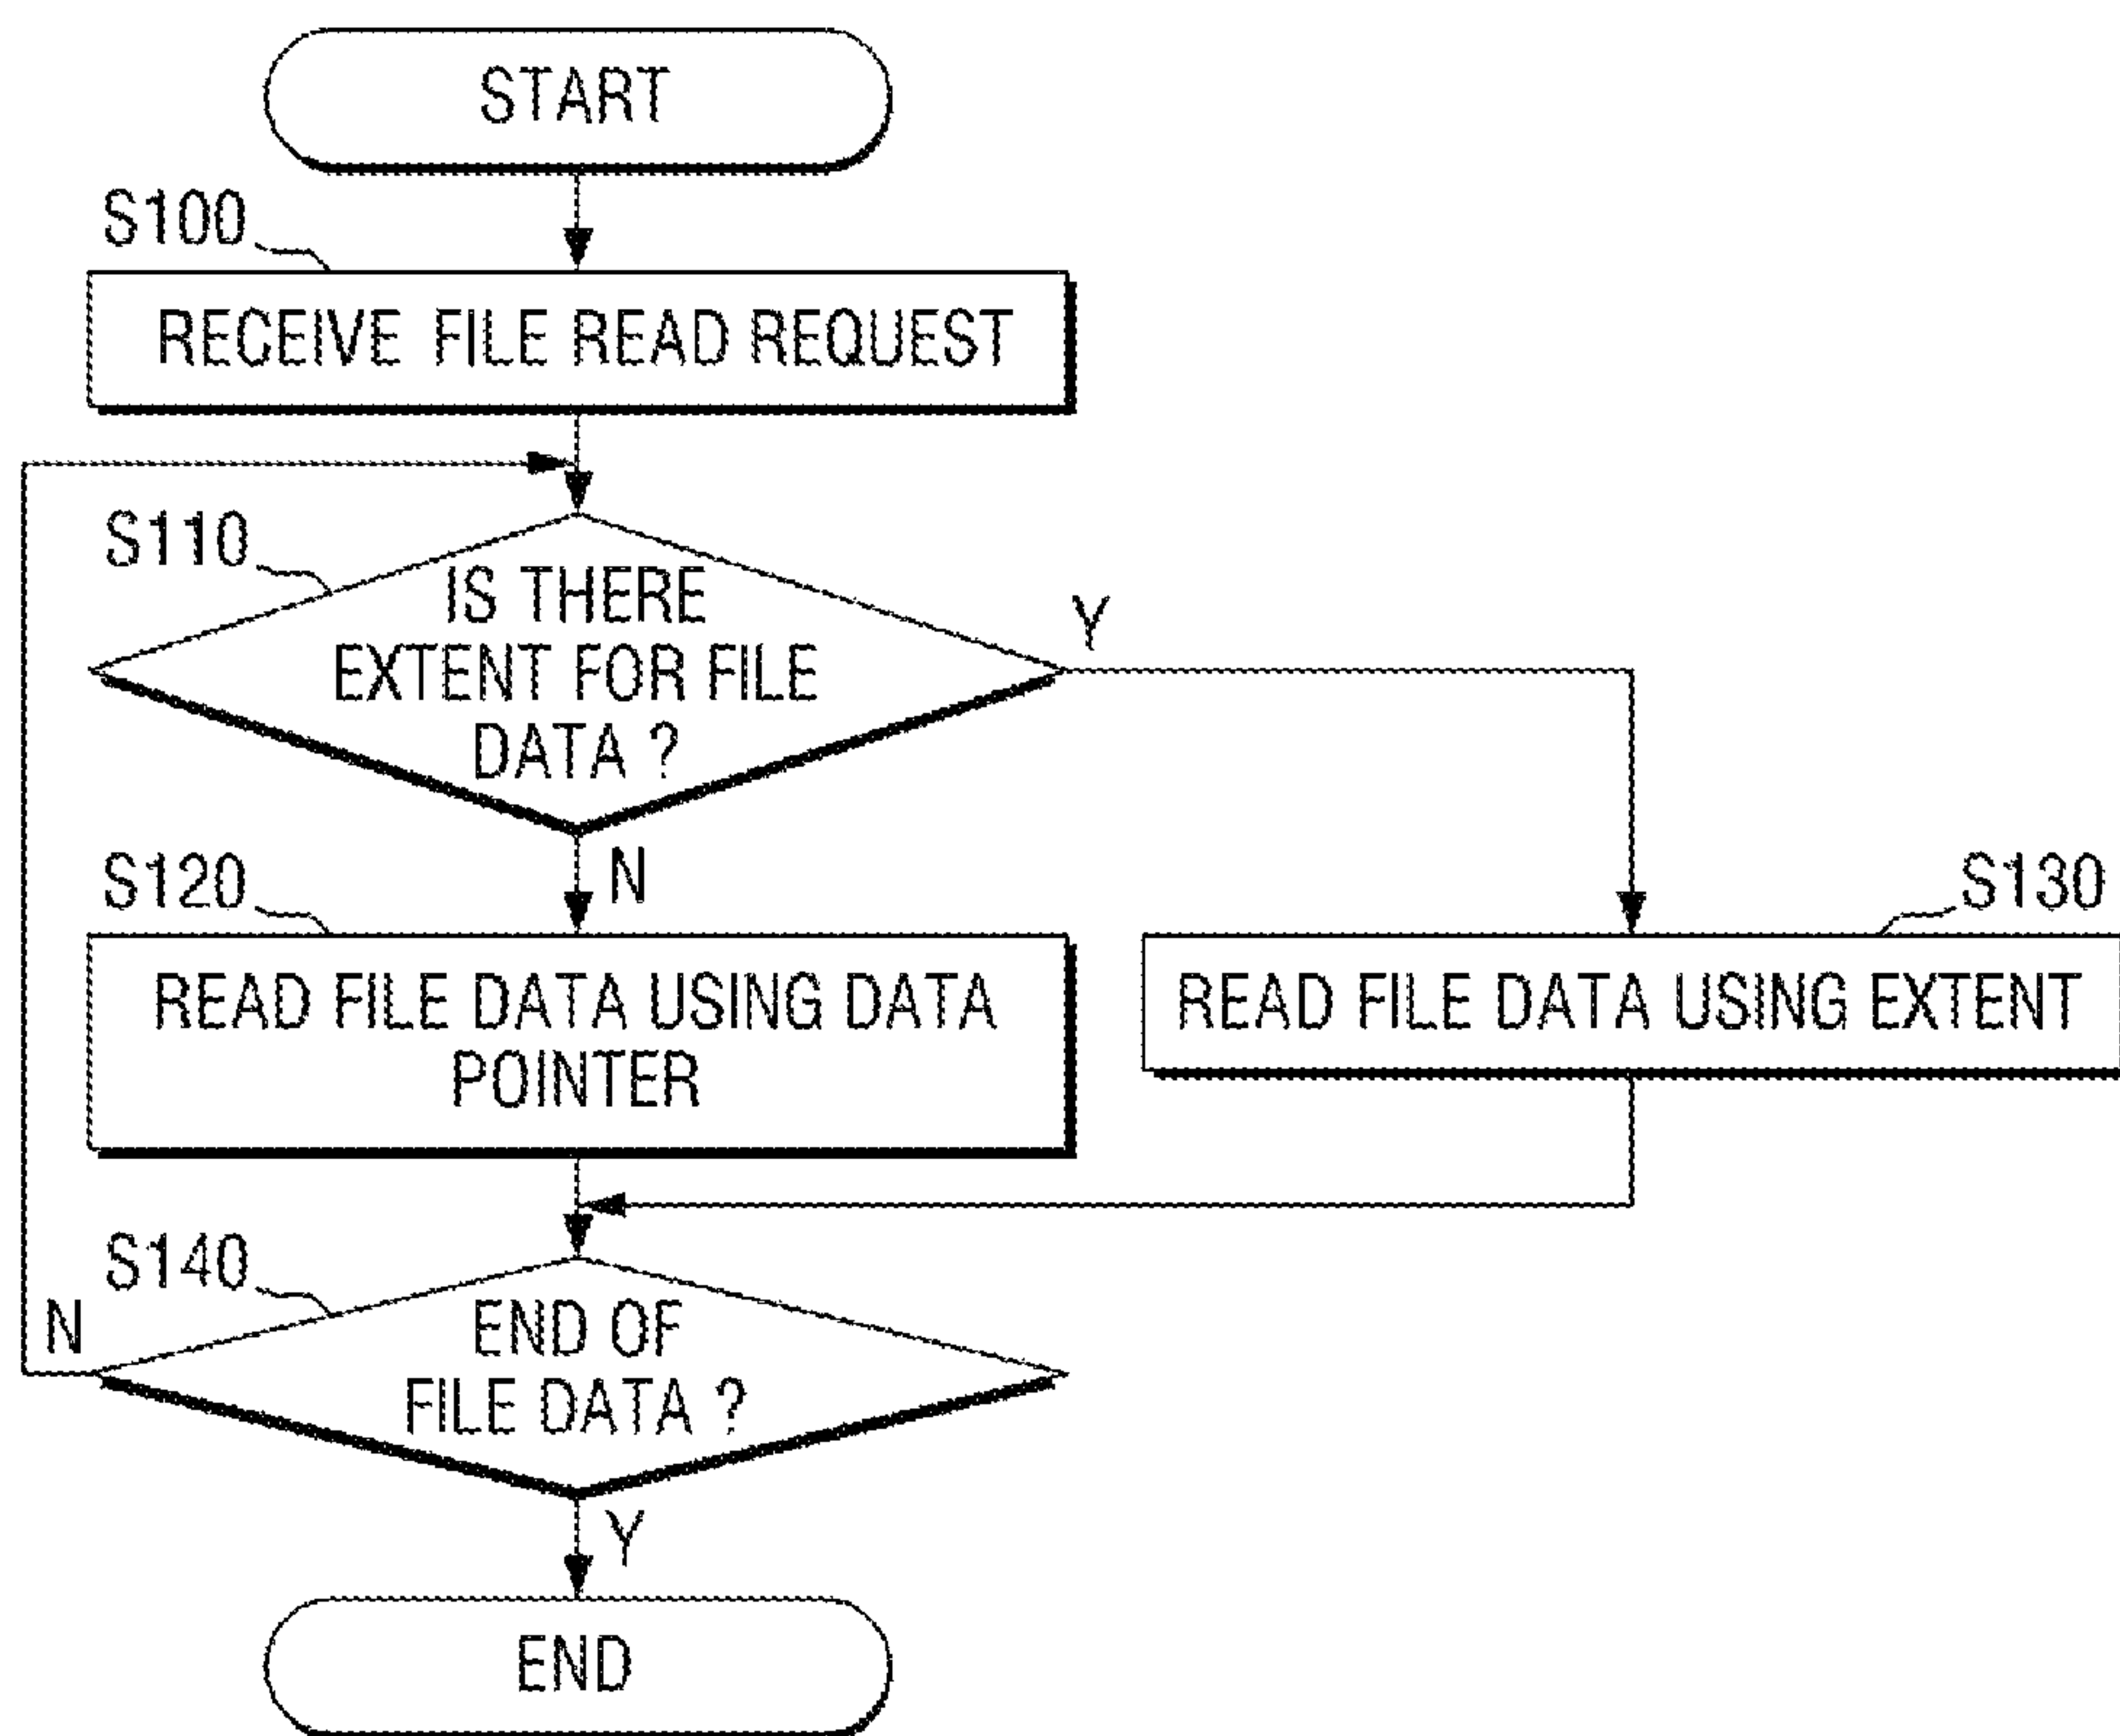 START
S100
RECEIVE FILE READ REQUEST
S110
IS THERE
EXTENT FOR FILE
DATA ?
Y
N
S120
READ FILE DATA USING DATA
POINTER
S130
READ FILE DATA USING EXTENT
S140
END OF
FILE DATA ?
N
Y
END